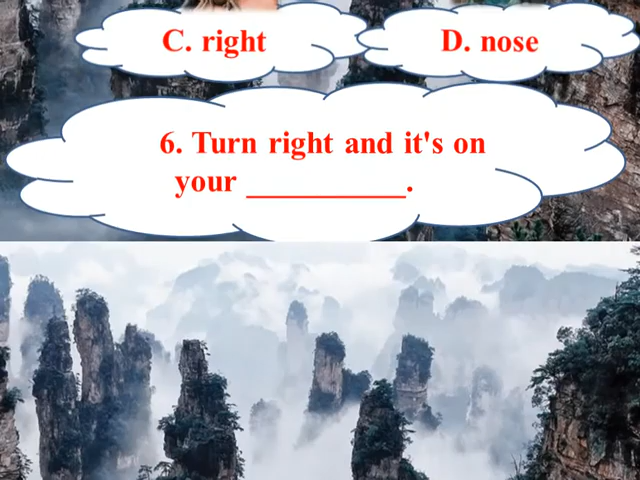 C. right
D. nose
6. Turn right and it's on
your __________.